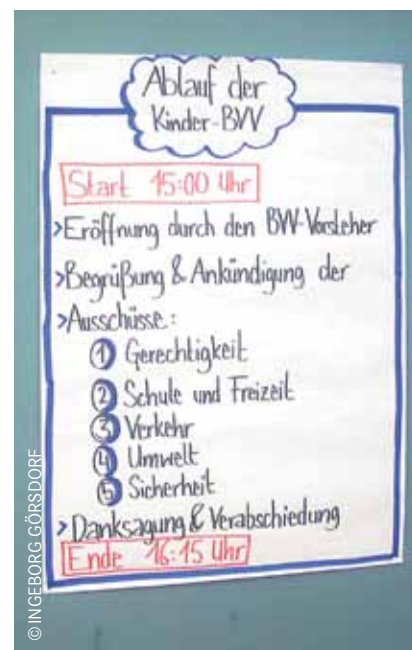 Ablauf der
Kinder-BVV
Start 15:00 Uhr
>Eröffnung durch den BVV-Vorsteher
>Begrüßung & Ankündigung der
>Ausschüsse:
1 Gerechtigkeit
2 Schule und Freizeit
3 Verkehr
4 Umwelt
5 Sicherheit
>Danksagung & Verabschiedung
Ende 16:15 Uhr
© INGEBORG GÖRSDORF